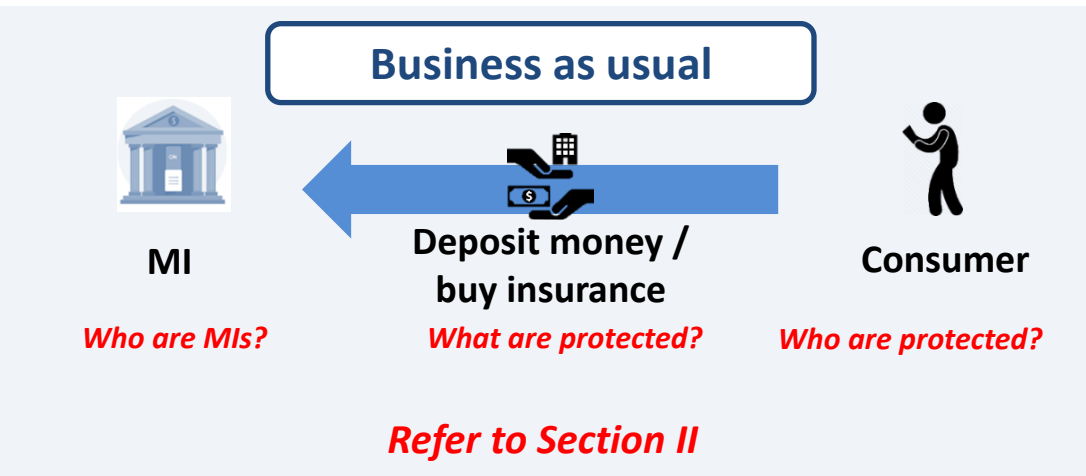 Business as usual
MI
Deposit money /
buy insurance
Consumer
Who are MIs?
What are protected?
Who are protected?
Refer to Section II